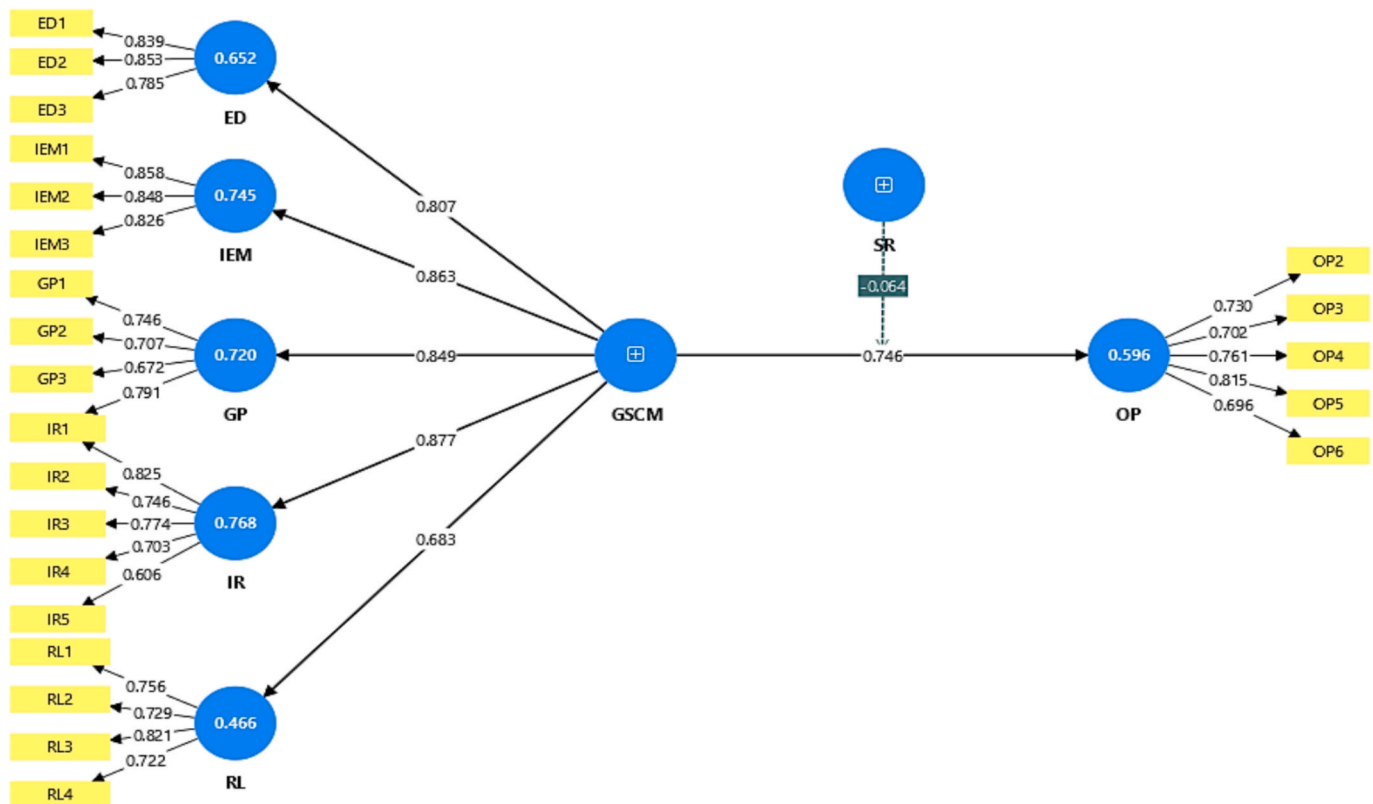 ED1
0.839
ED2
0.853
0.652
0.785
ED3
ED
IEM1
0.858
IEM2
0.848
0.745
0.826
IEM3
IEM
GP1
0.746
GP2
0.707
0.720
GP3
0.672
0.791
GP
IR1
0.825
IR2
0.746
IR3
0.774
0.768
0.703
IR4
0.606
IR
IR5
RL1
0.756
RL2
0.729
0.466
RL3
0.821
0.722
RL
RL4
0.807
0.863
0.849
0.877
0.683
GSCM
SR
-0.064
0.746
0.596
OP
0.730
OP2
0.702
OP3
0.761
OP4
0.815
OP5
0.696
OP6